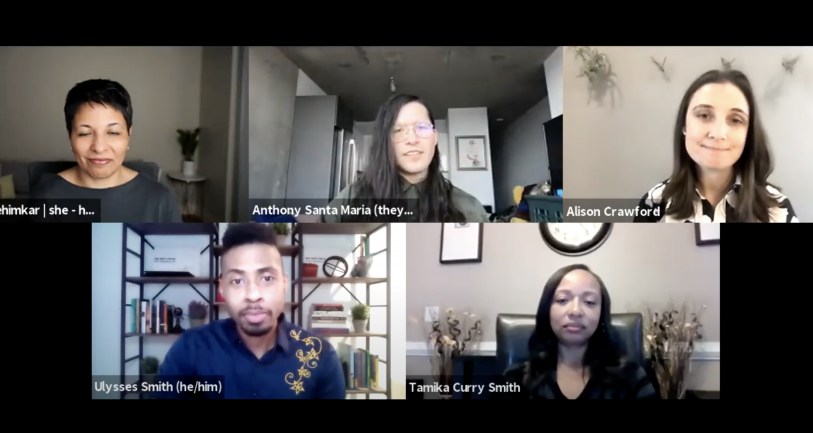 ehimkar | she - h...
Anthony Santa Maria (they...
Alison Crawford
Ulysses Smith (he/him)
Tamika Curry Smith